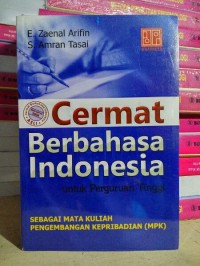 E. Zaenal Arifin
S. Amran Tasai
Cermat
Berbahasa
Indonesia
untuk Perguruan Tinggi
SEBAGAI MATA KULIAH
PENGEMBANGAN KEPRIBADIAN (MPK)